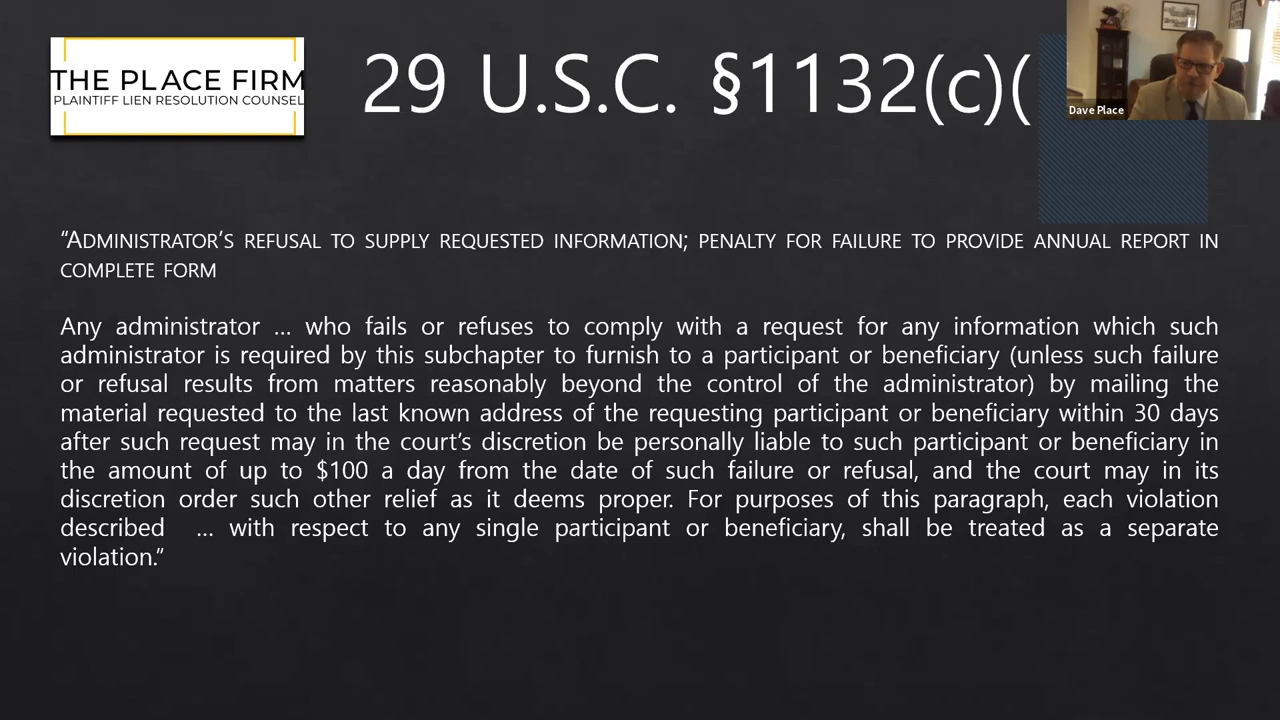 THE PLACE FIRM
PLAINTIFF LIEN RESOLUTION COUNSEL
29 U.S.C. §1132(c)(
Dave Place
“ADMINISTRATOR’S REFUSAL TO SUPPLY REQUESTED INFORMATION; PENALTY FOR FAILURE TO PROVIDE ANNUAL REPORT IN
COMPLETE FORM
Any administrator ... who fails or refuses to comply with a request for any information which such
administrator is required by this subchapter to furnish to a participant or beneficiary (unless such failure
or refusal results from matters reasonably beyond the control of the administrator) by mailing the
material requested to the last known address of the requesting participant or beneficiary within 30 days
after such request may in the court’s discretion be personally liable to such participant or beneficiary in
the amount of up to $100 a day from the date of such failure or refusal, and the court may in its
discretion order such other relief as it deems proper. For purposes of this paragraph, each violation
described ... with respect to any single participant or beneficiary, shall be treated as a separate
violation.“